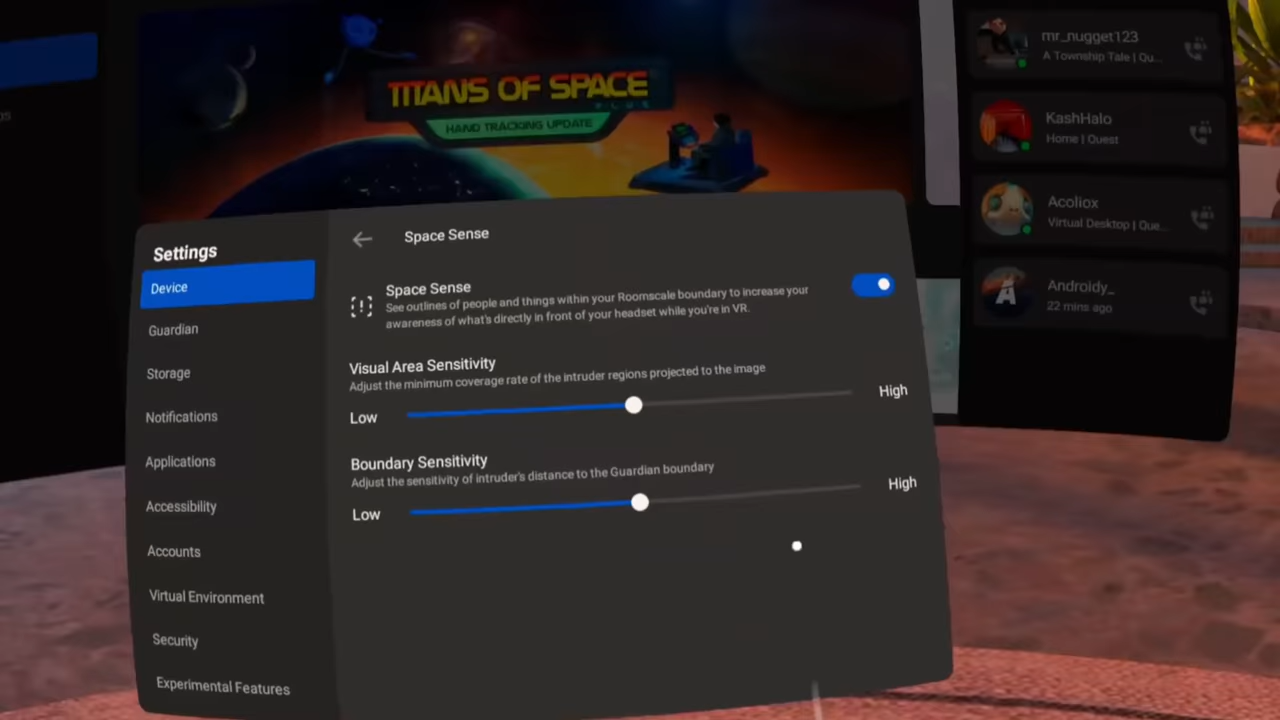 TITANS OF SPACE
PLUS
HAND TRACKING UPDATE
mr_nugget123
A Township Tale | Qu...
KashHalo
Home | Quest
Acoliox
Virtual Desktop | Que...
Androidy_
22 mins ago
Settings
Device
Guardian
Storage
Notifications
Applications
Accessibility
Accounts
Virtual Environment
Security
Experimental Features
Space Sense
Space Sense
See outlines of people and things within your Roomscale boundary to increase your
awareness of what's directly in front of your headset while you're in VR.
Visual Area Sensitivity
Adjust the minimum coverage rate of the intruder regions projected to the image
Low
High
Boundary Sensitivity
Adjust the sensitivity of intruder's distance to the Guardian boundary
Low
High